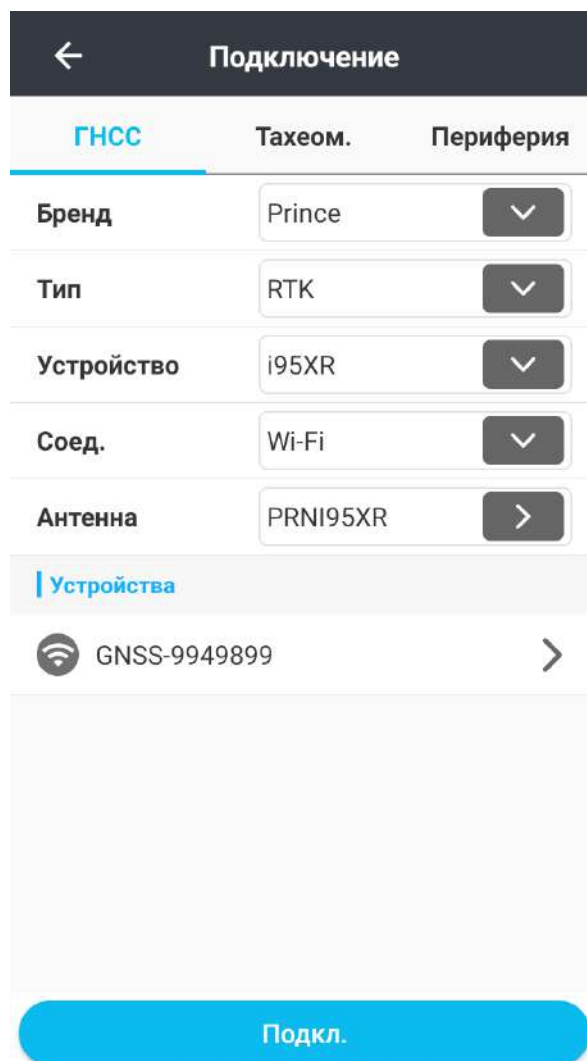 Подключение
ГНСС Тахеом. Периферия
Бренд Prince
Тип RTK
Устройство i95XR
Соед. Wi-Fi
Антенна PRNI95XR
Устройства
GNSS-9949899
Подкл.